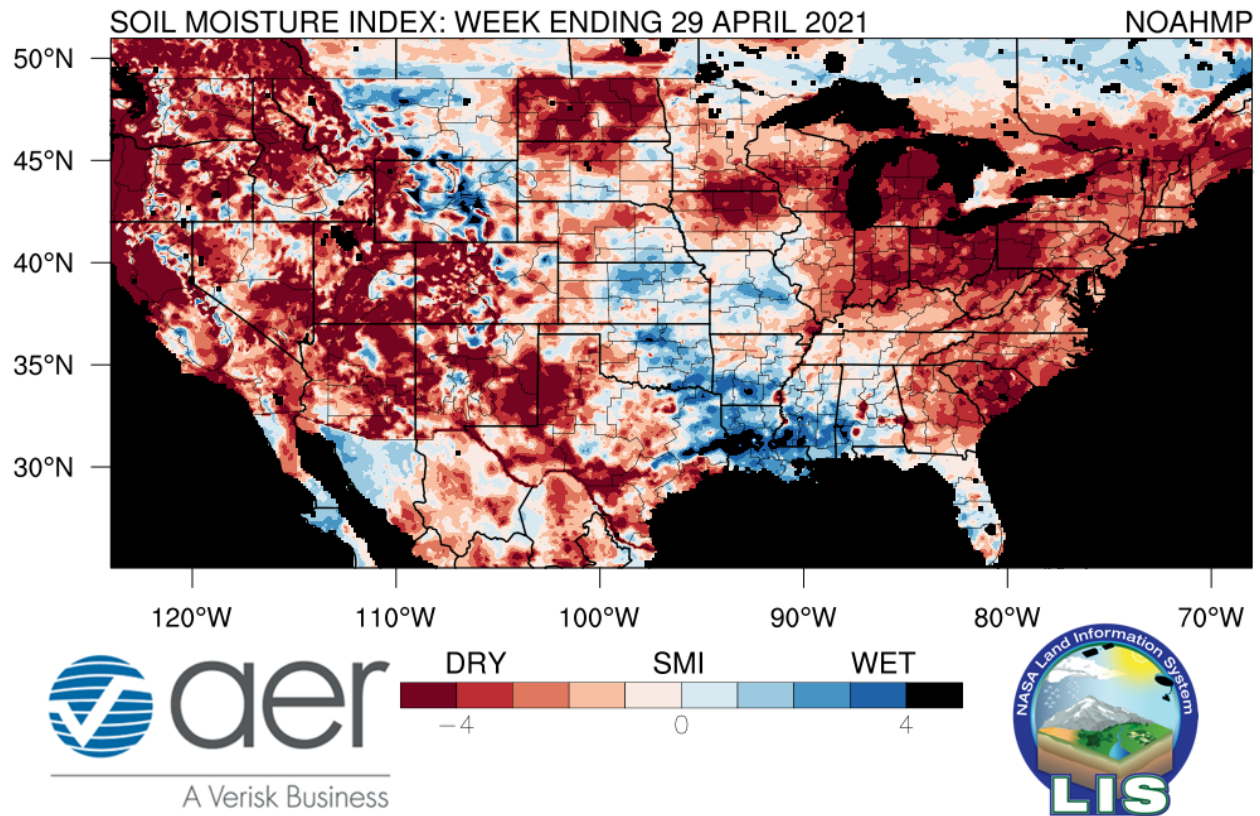 SOIL MOISTURE INDEX: WEEK ENDING 29 APRIL 2021 NOAHMP
50°N
45°N
40°N
35°N
30°N
120°W 110°W 100°W 90°W 80°W 70°W
DRY SMI WET
−4 0 4
aer
A Verisk Business
NASA Land Information System
LIS